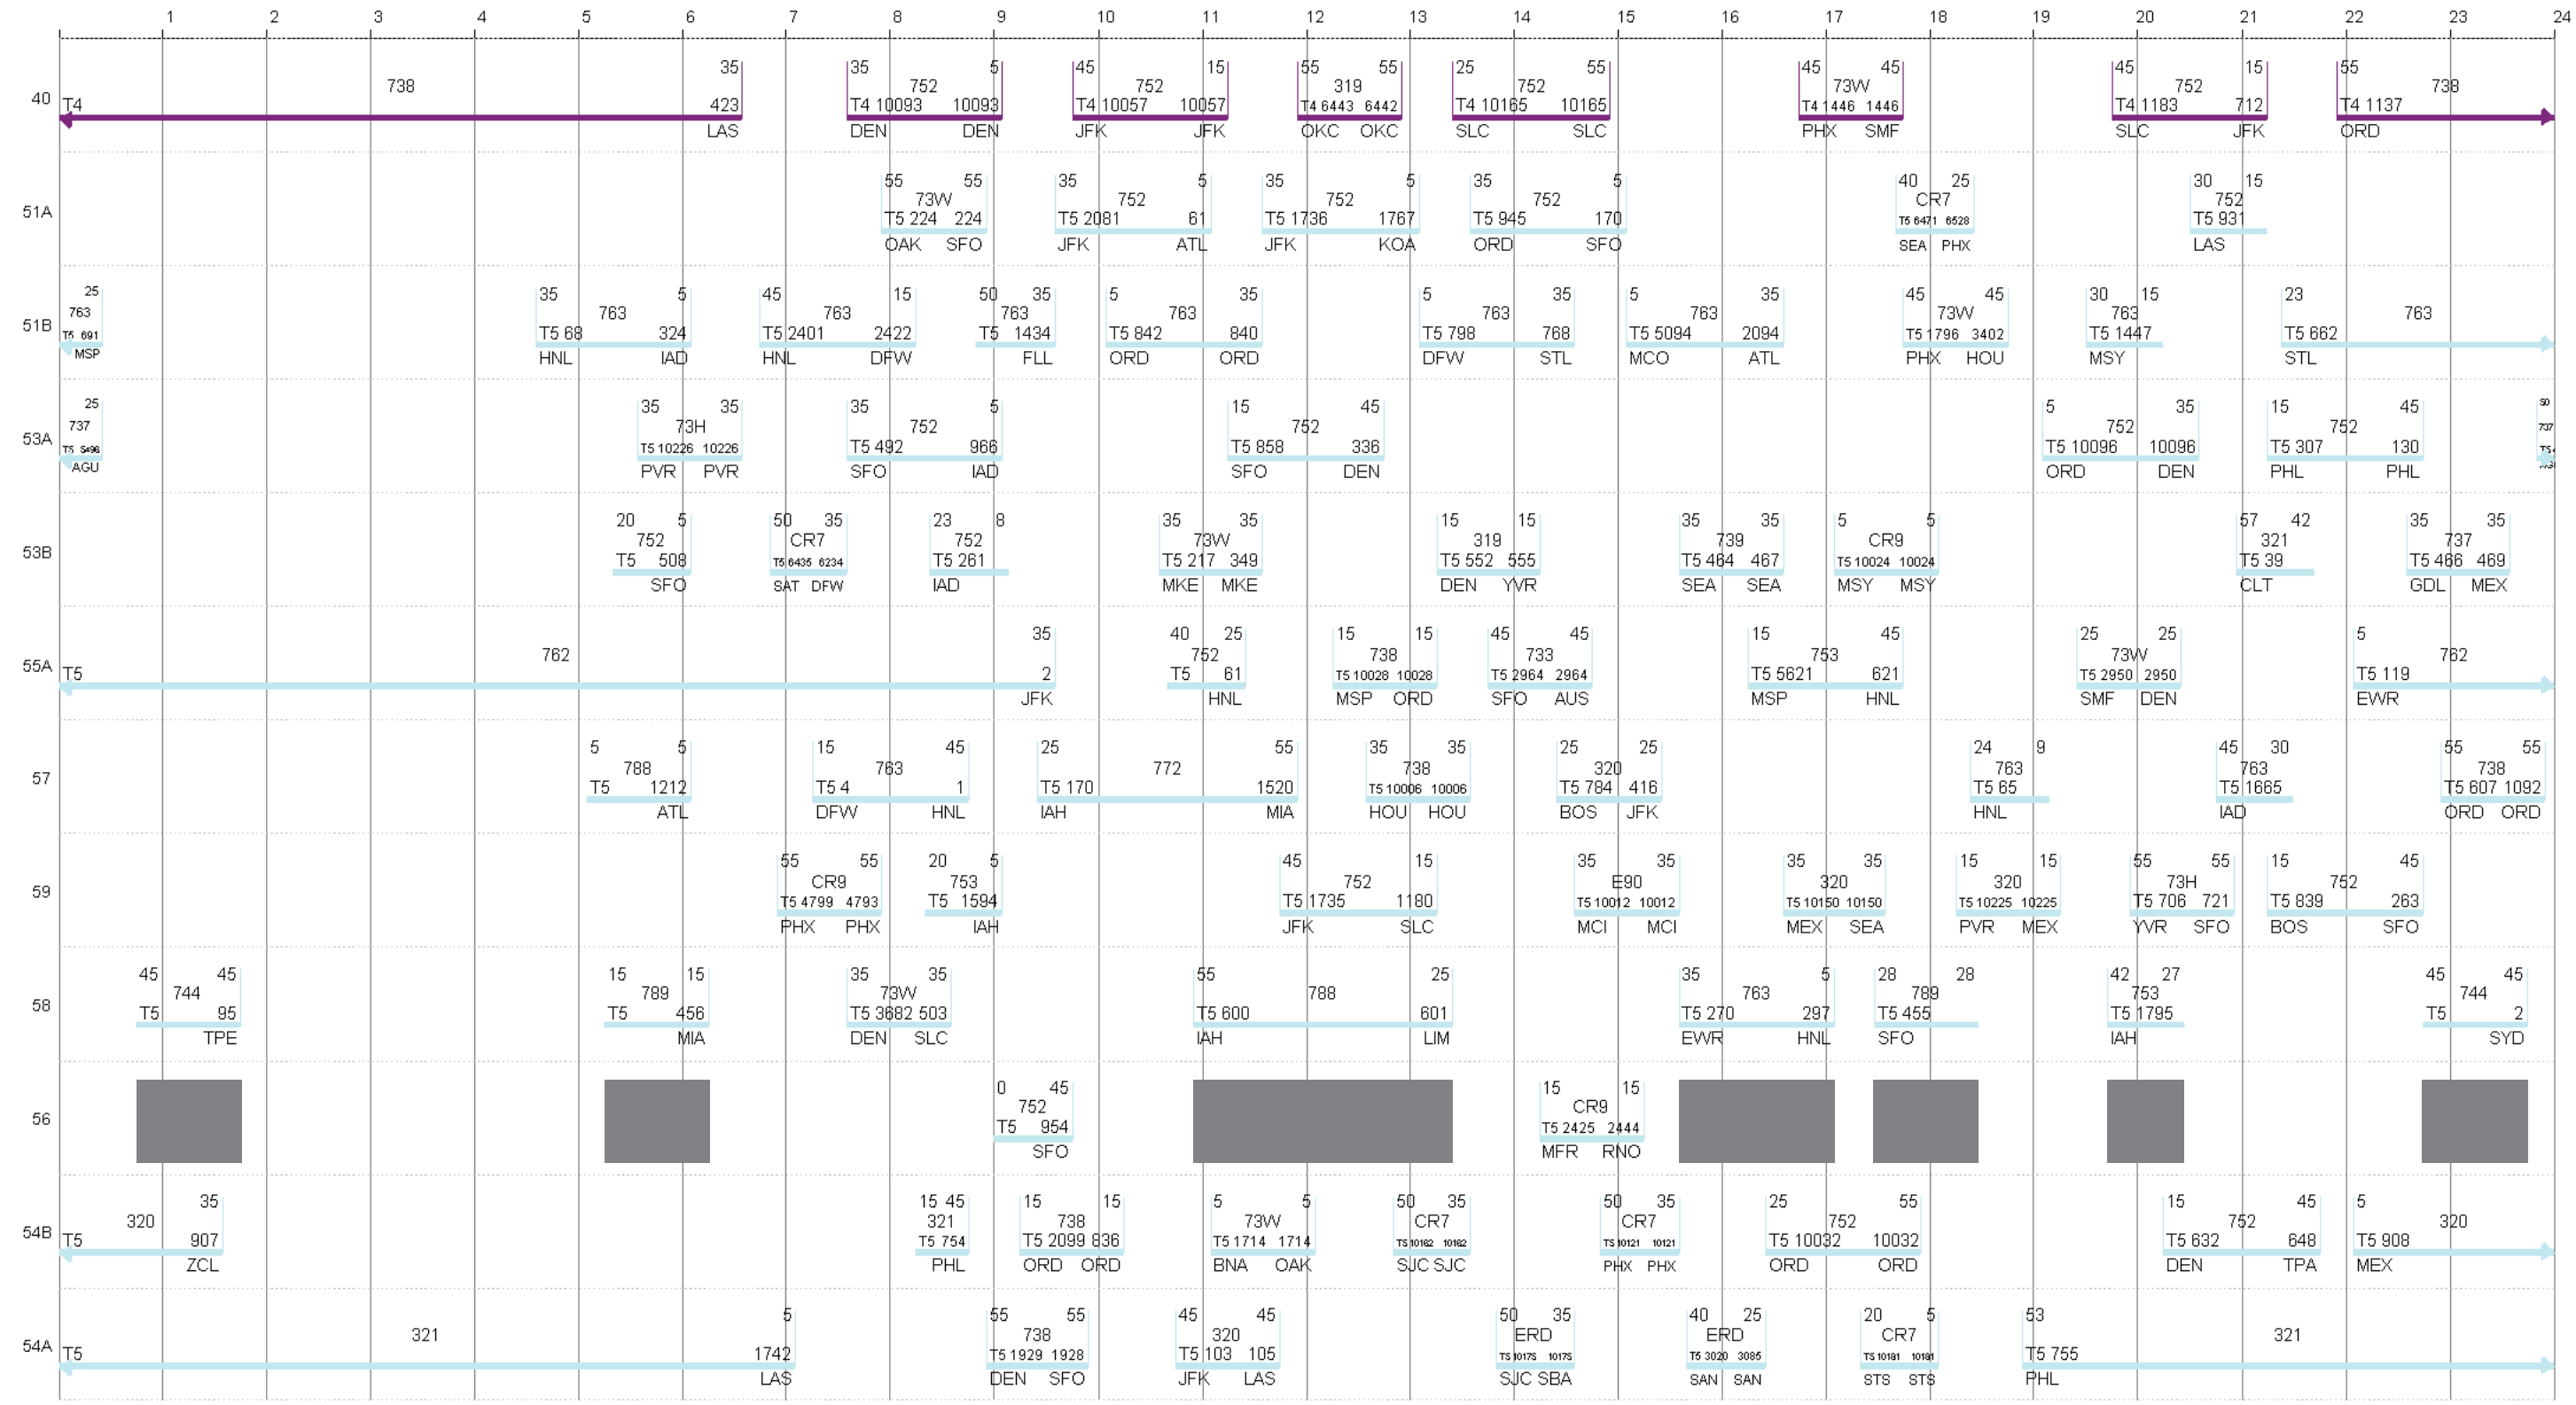 1 2 3 4 5 6 7 8 9 10 11 12 13 14 15 16 17 18 19 20 21 22 23 24
35 35 5 45 15 55 55 25 55 45 45 45 15 55
738 752 752 319 752 73W 752 738
40 T4 423 T4 10093 10093 T4 10057 10057 T4 6443 6442 T4 10165 10165 T4 1446 1446 T4 1183 712 T4 1137
LAS DEN DEN JFK JFK OKC OKC SLC SLC PHX SMF SLC JFK ORD
55 55 35 5 35 5 35 5 40 25 30 15
73W 752 752 752 CR7 752
51A T5 224 224 T5 2081 61 T5 1736 1767 T5 945 170 T5 6471 6528 T5 931
OAK SFO JFK ATL JFK KOA ORD SFO SEA PHX LAS
25 35 5 45 15 50 35 5 35 5 35 5 35 45 45 30 15 23
763 763 763 763 763 763 763 73W 763 763
51B T5 691 T5 68 324 T5 2401 2422 T5 1434 T5 842 840 T5 798 768 T5 5094 2094 T5 1796 3402 T5 1447 T5 662
MSP HNL IAD HNL DFW FLL ORD ORD DFW STL MCO ATL PHX HOU MSY STL
25 35 35 35 5 15 45 5 35 15 45 50
737 73H 752 752 752 752 737
53A T5 5496 T5 10226 10226 T5 492 966 T5 858 336 T5 10096 10096 T5 307 130
AGU PVR PVR SFO IAD SFO DEN ORD DEN PHL PHL
20 5 50 35 23 8 35 35 15 15 35 35 5 5 57 42 35 35
752 CR7 752 73W 319 739 CR9 321 737
53B T5 508 T5 6435 6234 T5 261 T5 217 349 T5 552 555 T5 464 467 T5 10024 10024 T5 39 T5 466 469
SFO SAT DFW IAD MKE MKE DEN YVR SEA SEA MSY MSY CLT GDL MEX
35 40 25 15 15 45 45 15 45 25 25 5
762 752 738 733 753 73W 762
55A T5 2 T5 61 T5 10028 10028 T5 2964 2964 T5 5621 621 T5 2950 2950 T5 119
JFK HNL MSP ORD SFO AUS MSP HNL SMF DEN EWR
5 5 15 45 25 55 35 35 25 25 24 9 45 30 55 55
788 763 772 738 320 763 763 738
57 T5 1212 T5 4 1 T5 170 1520 T5 10006 10006 T5 784 416 T5 65 T5 1665 T5 607 1092
ATL DFW HNL IAH MIA HOU HOU BOS JFK HNL IAD ORD ORD
55 55 20 5 45 15 35 35 35 35 15 15 55 55 15 45
CR9 753 752 E90 320 320 73H 752
59 T5 4799 4793 T5 1594 T5 1735 1180 T5 10012 10012 T5 10150 10150 T5 10225 10225 T5 706 721 T5 839 263
PHX PHX IAH JFK SLC MCI MCI MEX SEA PVR MEX YVR SFO BOS SFO
45 45 15 15 35 35 55 25 35 5 28 28 42 27 45 45
744 789 73W 788 763 789 753 744
58 T5 95 T5 456 T5 3682 503 T5 600 601 T5 270 297 T5 455 T5 1795 T5 2
TPE MIA DEN SLC IAH LIM EWR HNL SFO IAH SYD
0 45 15 15
752 CR9
56 T5 954 T5 2425 2444
SFO MFR RNO
35 15 45 15 15 5 5 50 35 50 35 25 55 15 45 5
320 321 738 73W CR7 CR7 752 752 320
54B T5 907 T5 754 T5 2099 836 T5 1714 1714 T5 10162 10162 T5 10121 10121 T5 10032 10032 T5 632 648 T5 908
ZCL PHL ORD ORD BNA OAK SJC SJC PHX PHX ORD ORD DEN TPA MEX
5 55 55 45 45 50 35 40 25 20 5 53
321 738 320 ERD ERD CR7 321
54A T5 1742 T5 1929 1928 T5 103 105 T5 10175 10175 T5 3020 3085 T5 10181 10181 T5 755
LAS DEN SFO JFK LAS SJC SBA SAN SAN STS STS PHL